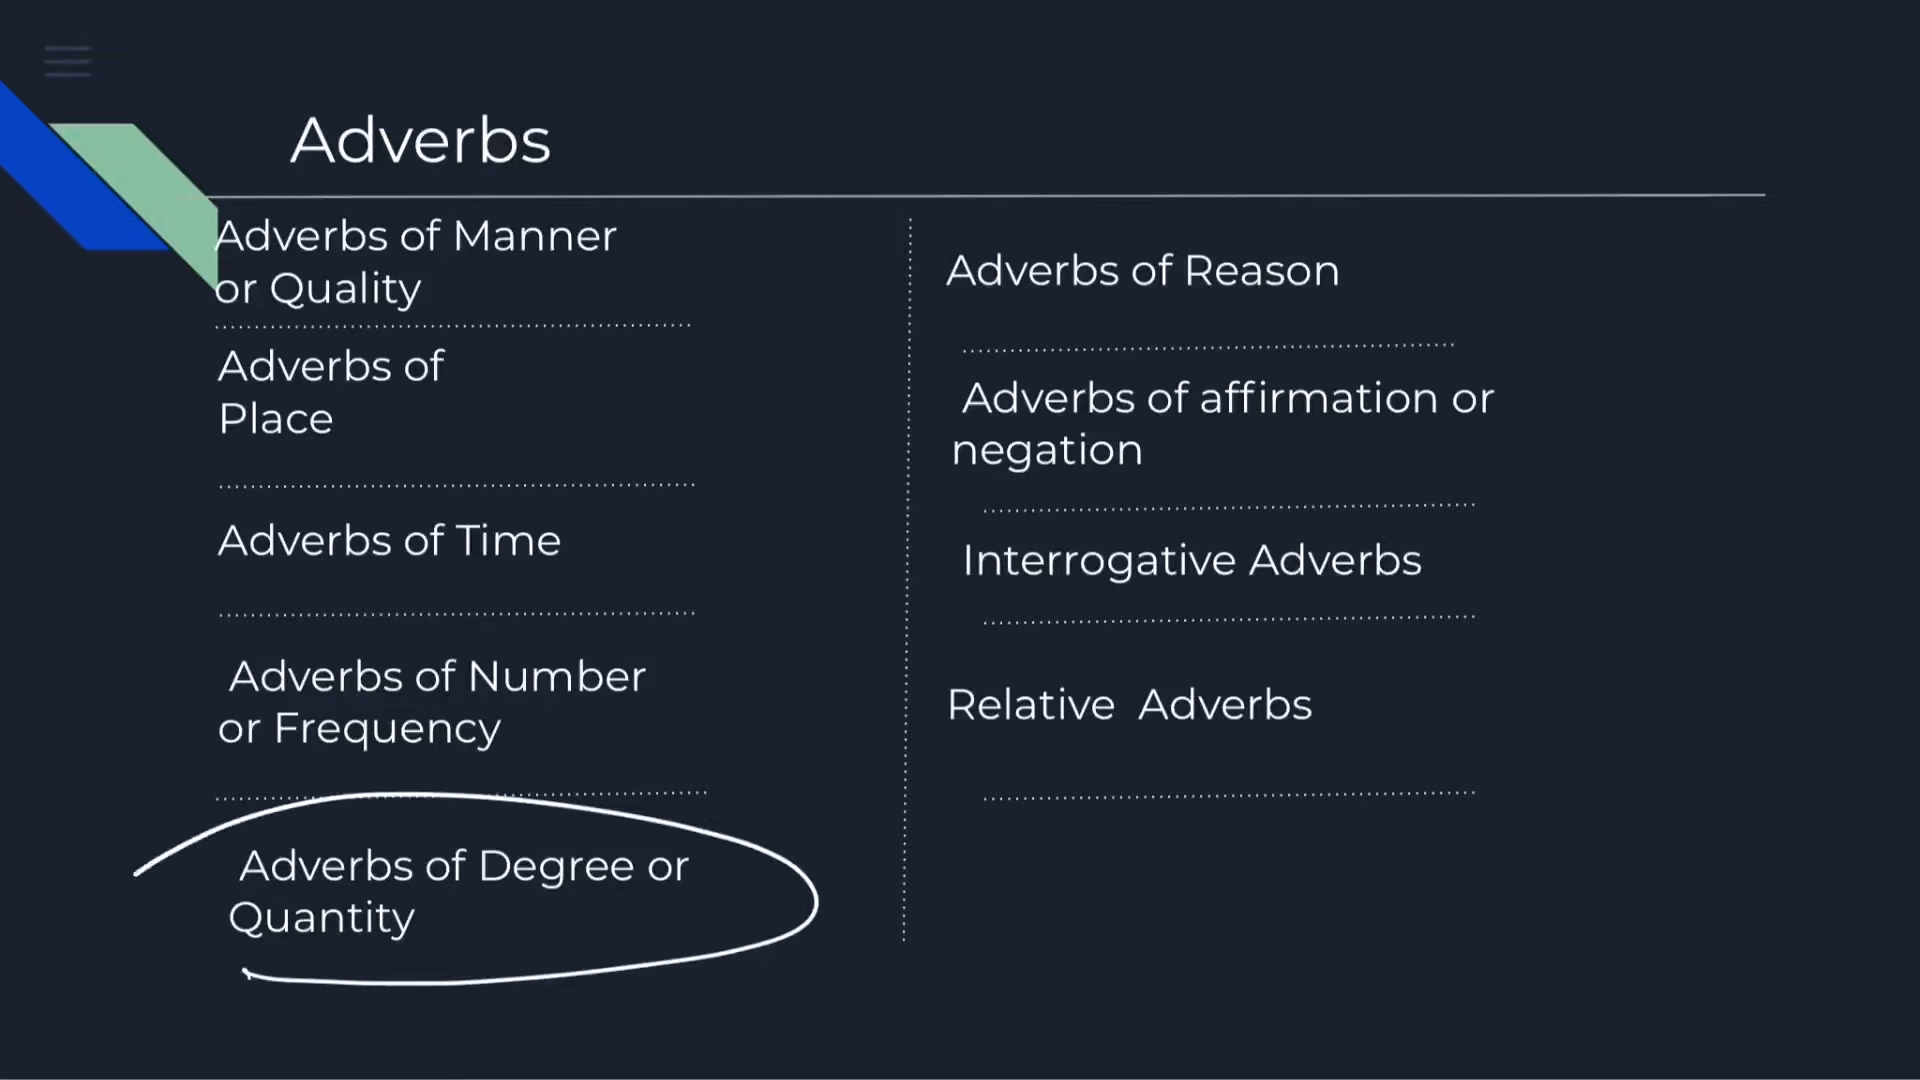 Adverbs
Adverbs of Manner
or Quality
Adverbs of
Place
Adverbs of Time
Adverbs of Number
or Frequency
Adverbs of Degree or
Quantity
Adverbs of Reason
Adverbs of affirmation or
negation
Interrogative Adverbs
Relative Adverbs